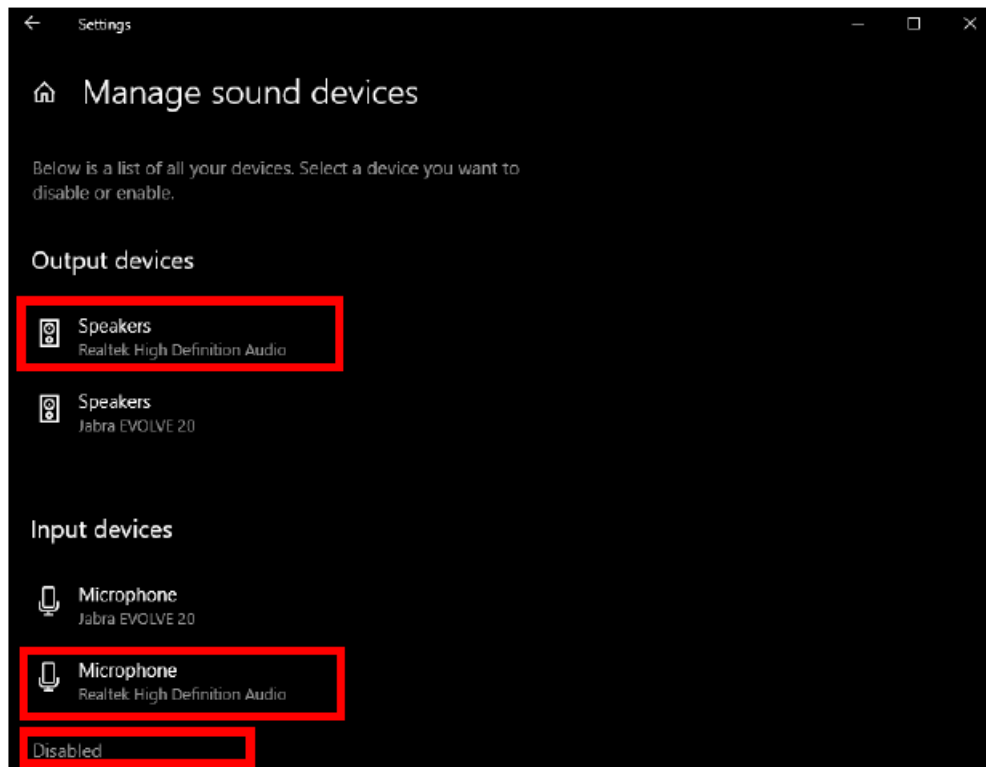 Settings
Manage sound devices
Below is a list of all your devices. Select a device you want to
disable or enable.
Output devices
Speakers
Realtek High Definition Audio
Speakers
Jabra EVOLVE 20
Input devices
Microphone
Jabra EVOLVE 20
Microphone
Realtek High Definition Audio
Disabled